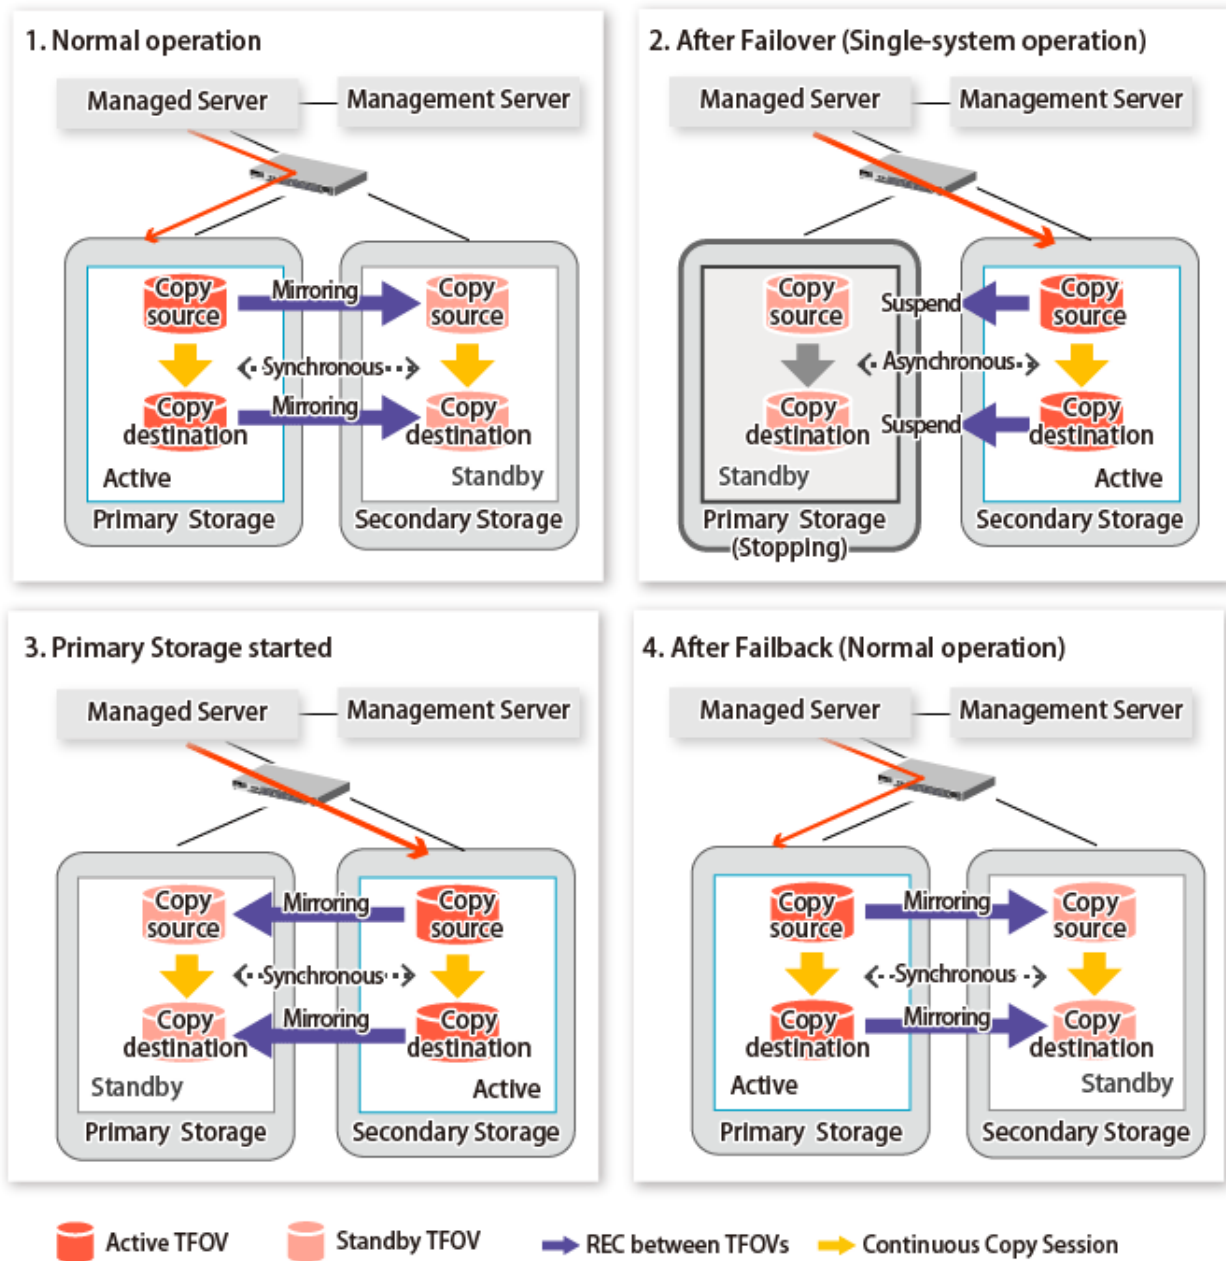 1. Normal operation
Managed Server
Management Server
Copy
source
Mirroring
Copy
source
Synchronous
Copy
destination
Mirroring
Copy
destination
Active
Standby
Primary Storage
Secondary Storage
2. After Failover (Single-system operation)
Managed Server
Management Server
Copy
source
Suspend
Copy
source
Asynchronous
Copy
destination
Suspend
Copy
destination
Standby
Active
Primary Storage
(Stopping)
Secondary Storage
3. Primary Storage started
Managed Server
Management Server
Copy
source
Mirroring
Copy
source
Synchronous
Copy
destination
Mirroring
Copy
destination
Standby
Active
Primary Storage
Secondary Storage
4. After Failback (Normal operation)
Managed Server
Management Server
Copy
source
Mirroring
Copy
source
Synchronous
Copy
destination
Mirroring
Copy
destination
Active
Standby
Primary Storage
Secondary Storage
Active TFOV
Standby TFOV
REC between TFOVs
Continuous Copy Session